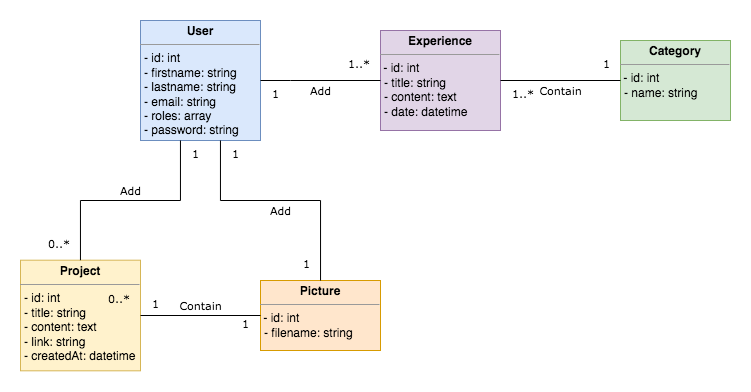 User
- id: int
- firstname: string
- lastname: string
- email: string
- roles: array
- password: string
1
Add
1..*
Experience
- id: int
- title: string
- content: text
- date: datetime
1..*
Contain
1
Category
- id: int
- name: string
1
1
Add
Add
0..*
1
Project
- id: int
0..*
- title: string
- content: text
- link: string
- createdAt: datetime
1
Contain
1
Picture
- id: int
- filename: string